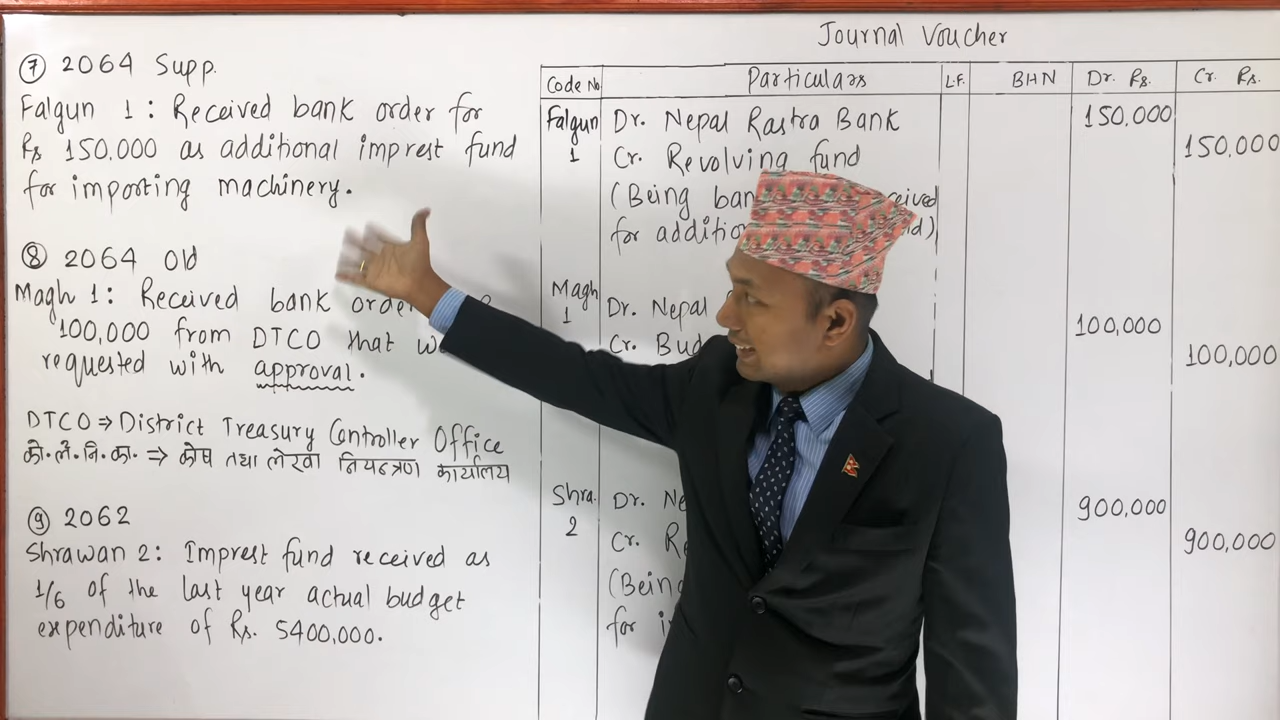 Journal Voucher
⑦ 2064 Supp.
Falgun 1 : Received bank order for
Rs 150.000 as additional imprest fund
for importing machinery.
⑧ 2064 Old
Magh 1 : Received bank order
100,000 from DTCO that
requested with approval.
DTCO ⇒ District Treasury Controller Office
को.ले.नि.का. ⇒ कोष तथा लेखा नियन्त्रण कार्यालय
⑨ 2062
Shrawan 2: Imprest fund received as
1/6 of the last year actual budget
expenditure of Rs. 5400,000.
Code No Particulars L.F. BHN Dr. Rs. Cr. Rs.
Falgun 1 Dr. Nepal Rastra Bank 150,000
Cr. Revolving fund 150,000
(Being
for
Magh 1 Dr. Nepal 100,000
Cr. 100,000
Shra. 2 Dr. 900,000
Cr. 900,000
(Being
for